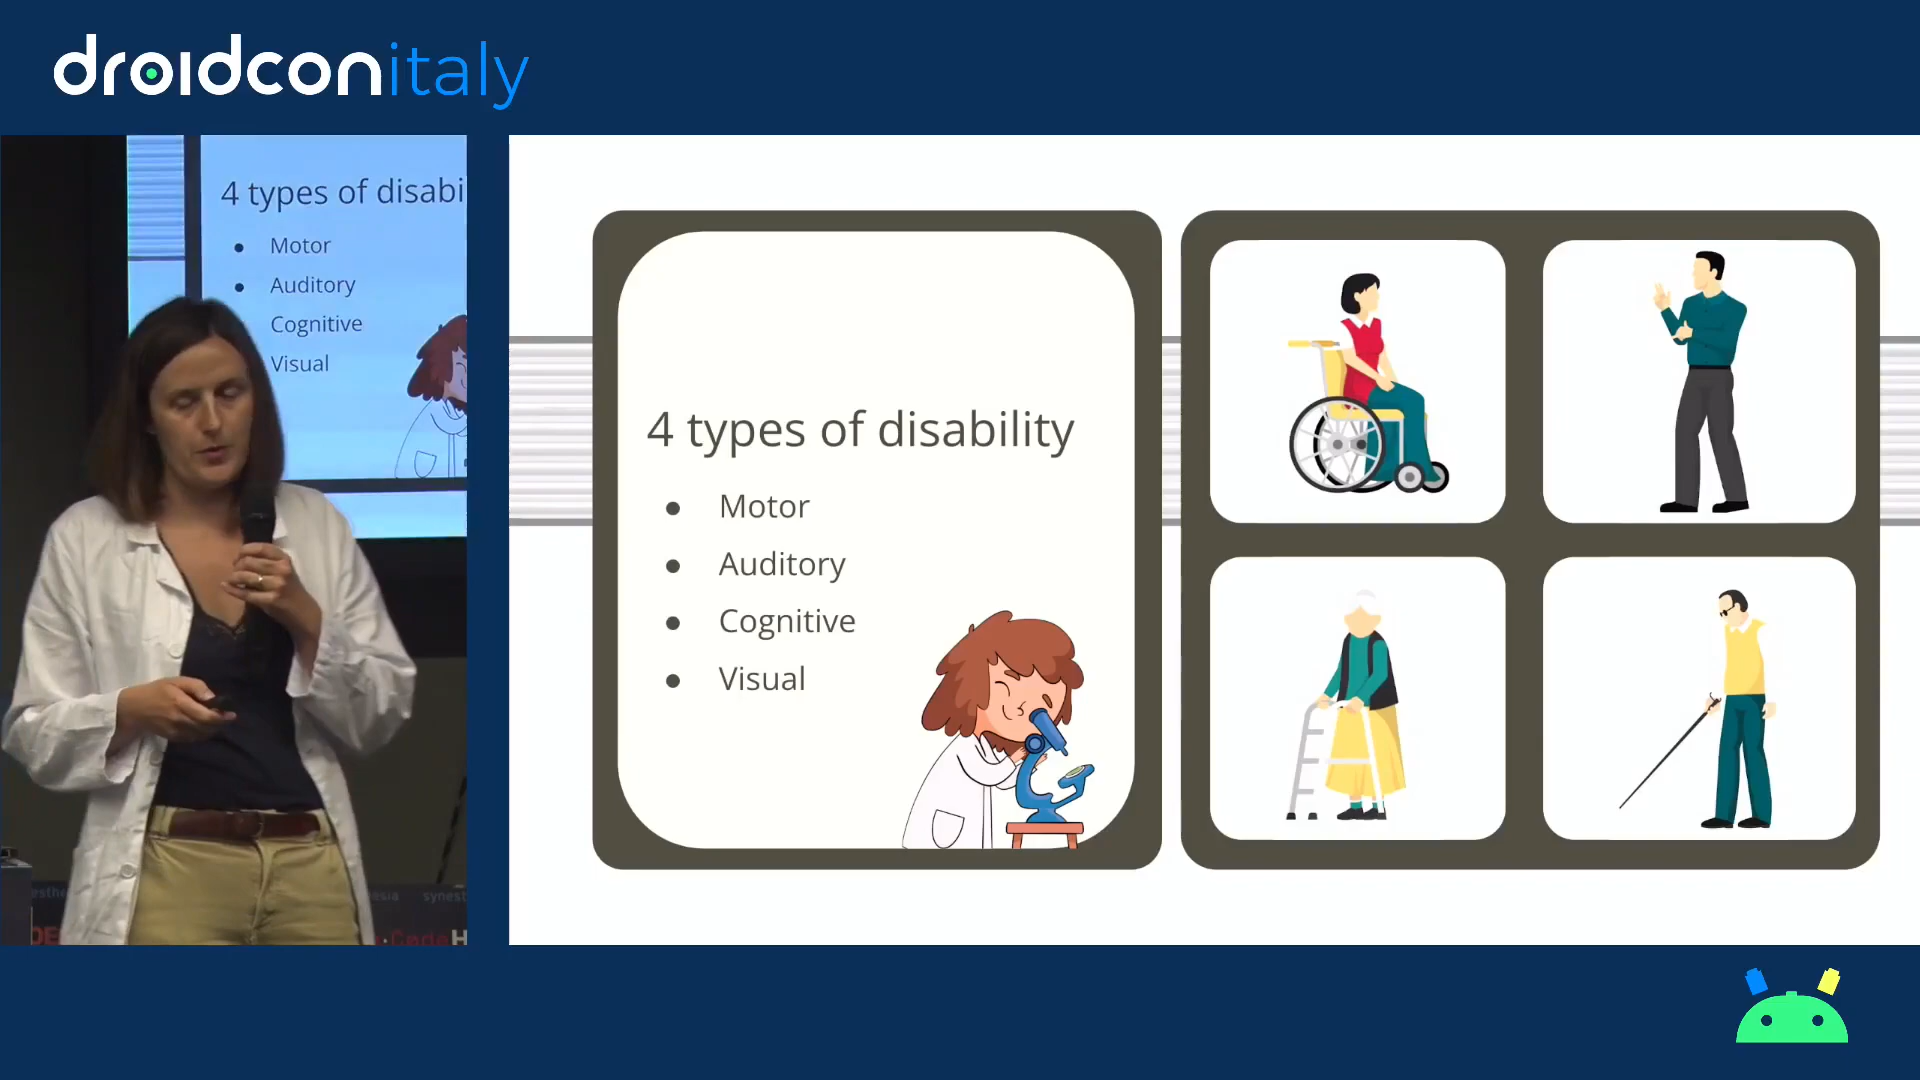 droidconitaly
4 types of disabi
• Motor
• Auditory
Cognitive
Visual
4 types of disability
• Motor
• Auditory
• Cognitive
• Visual